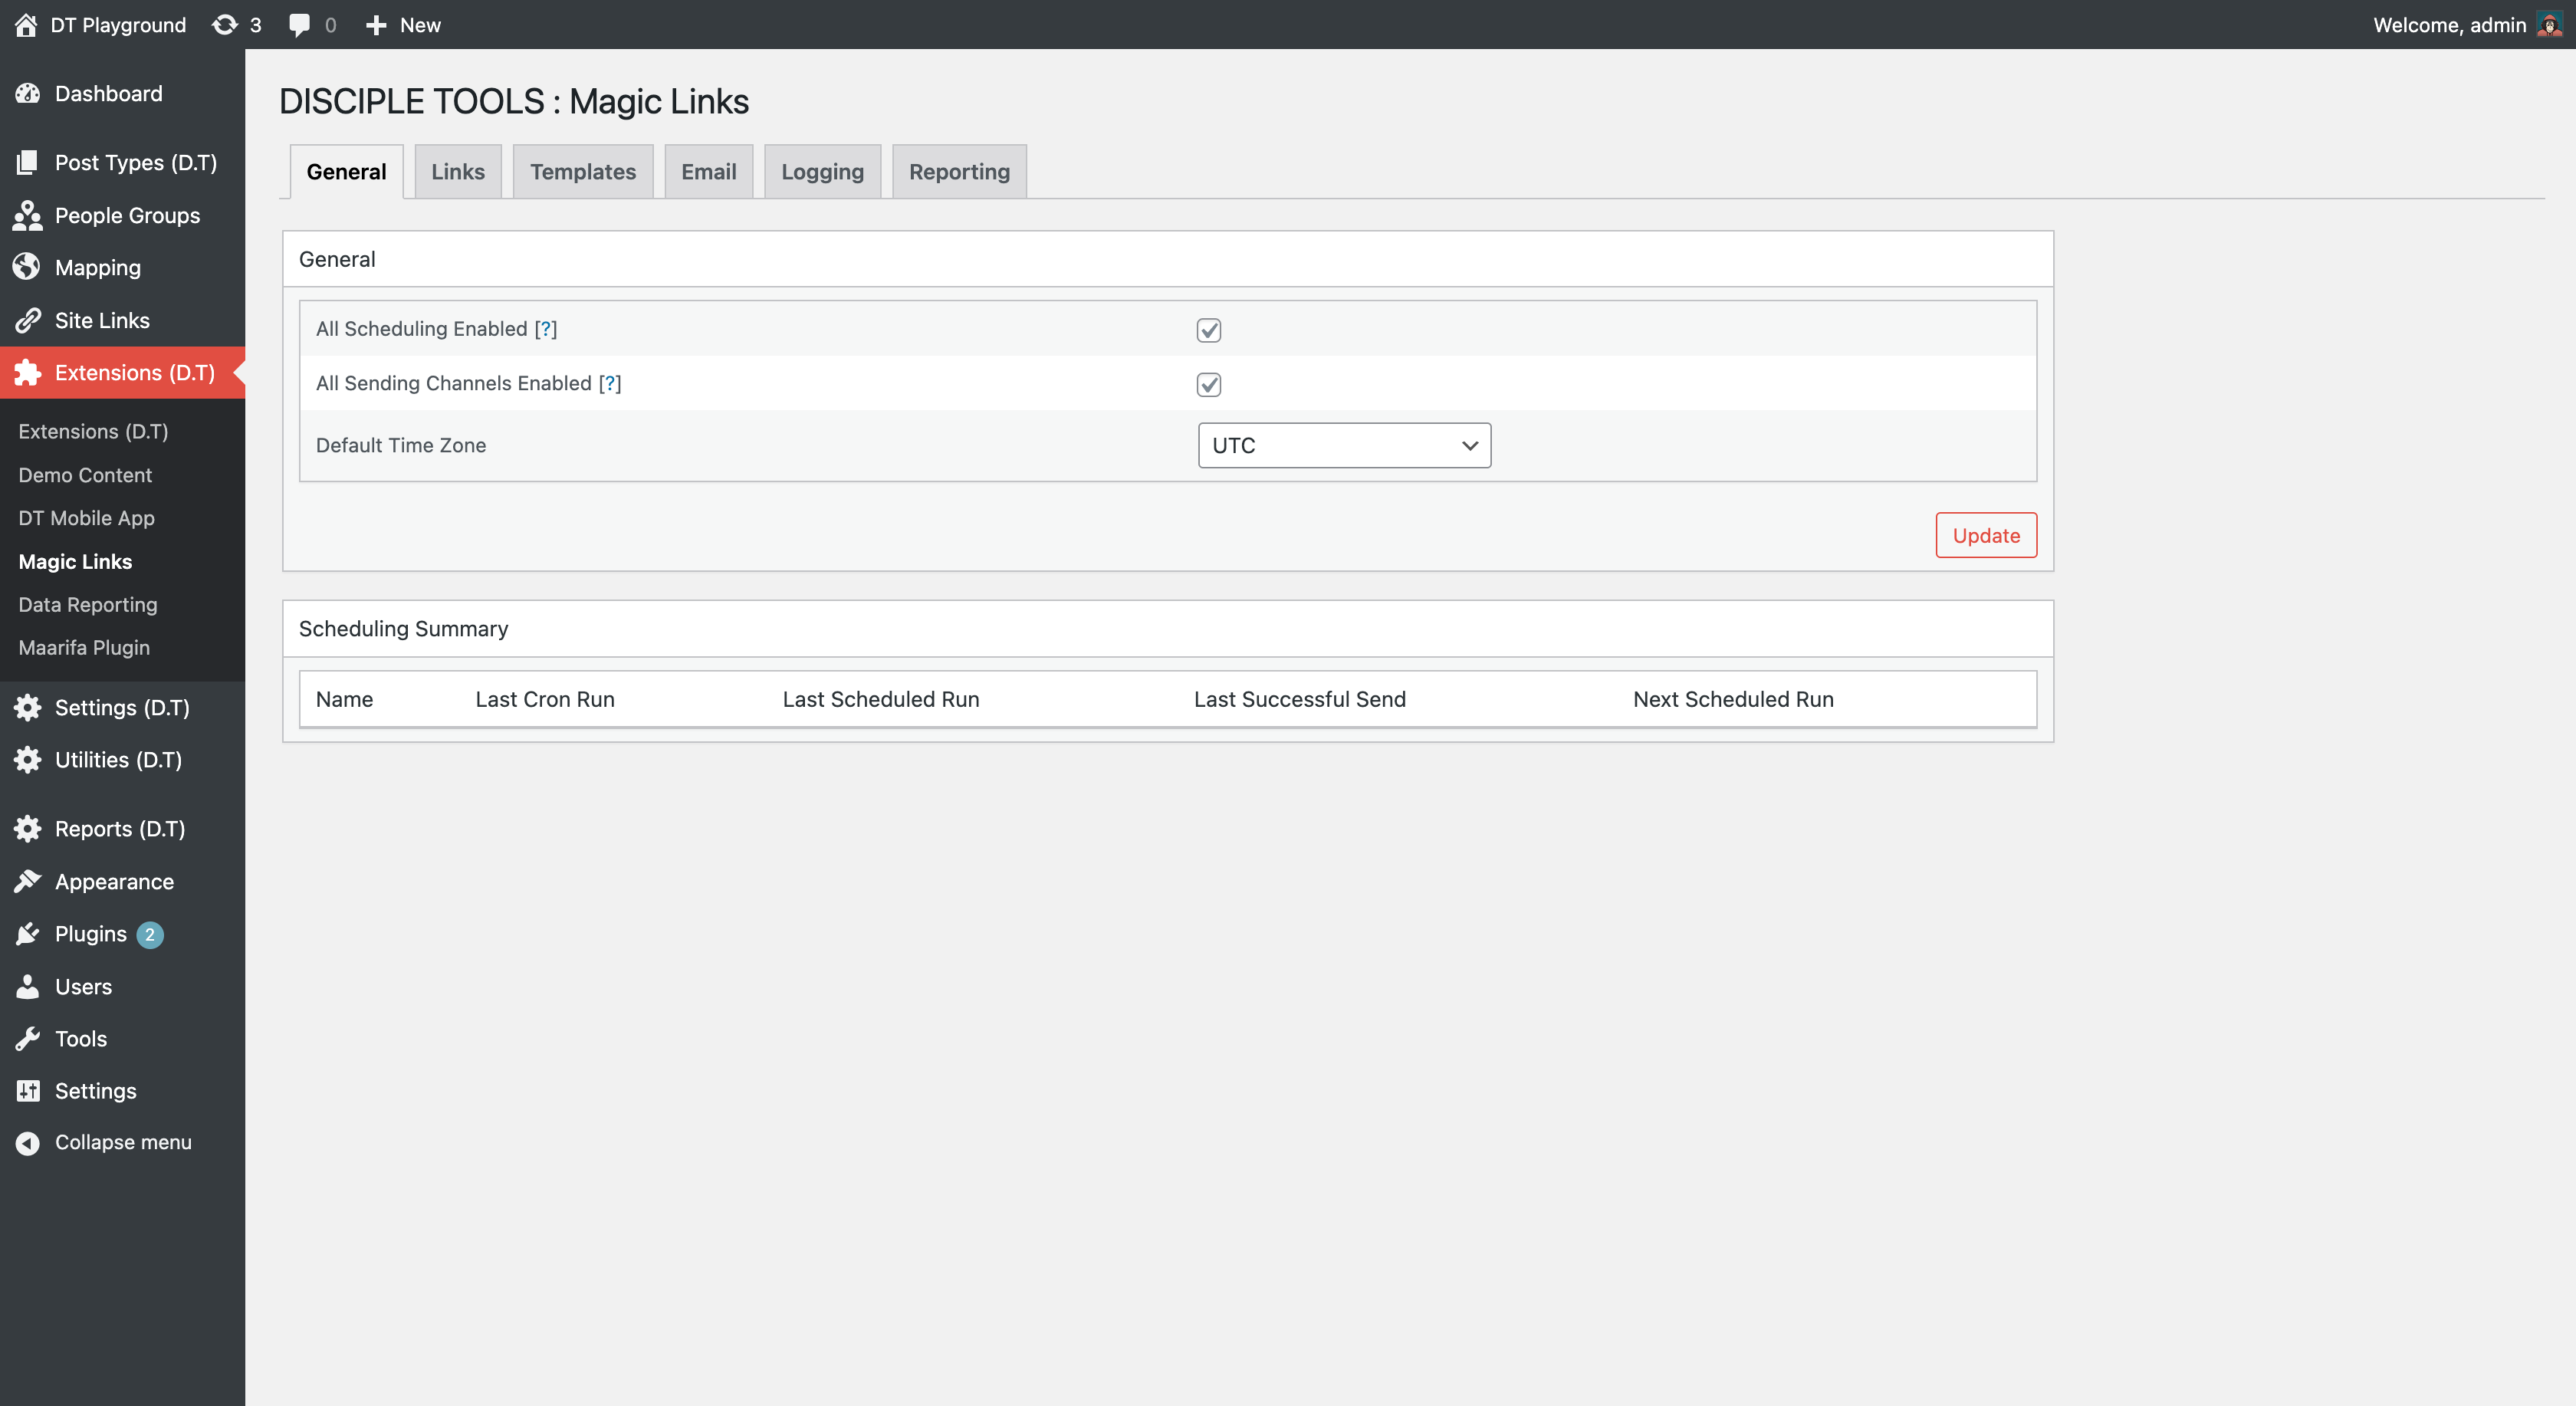 DT Playground 3 0 New
Welcome, admin
Dashboard
Post Types (D.T)
People Groups
Mapping
Site Links
Extensions (D.T)
Extensions (D.T)
Demo Content
DT Mobile App
Magic Links
Data Reporting
Maarifa Plugin
Settings (D.T)
Utilities (D.T)
Reports (D.T)
Appearance
Plugins 2
Users
Tools
Settings
Collapse menu
DISCIPLE TOOLS : Magic Links
General Links Templates Email Logging Reporting
General
All Scheduling Enabled [?]
All Sending Channels Enabled [?]
Default Time Zone UTC
Update
Scheduling Summary
Name Last Cron Run Last Scheduled Run Last Successful Send Next Scheduled Run